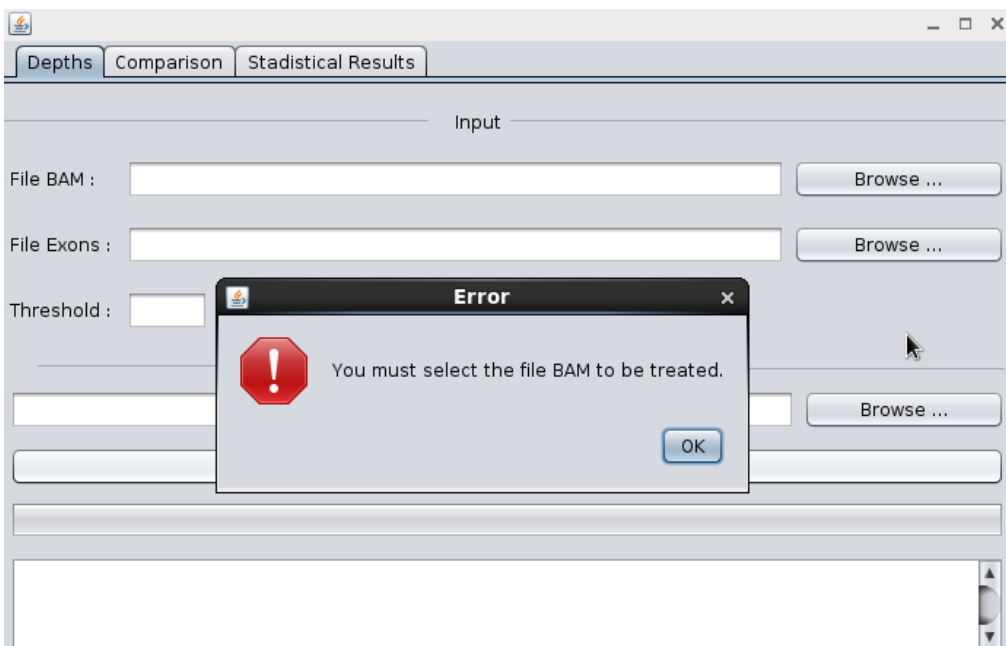 Depths Comparison Stadistical Results
Input
File BAM : Browse ...
File Exons : Browse ...
Threshold :
Error
You must select the file BAM to be treated.
Browse ...
OK